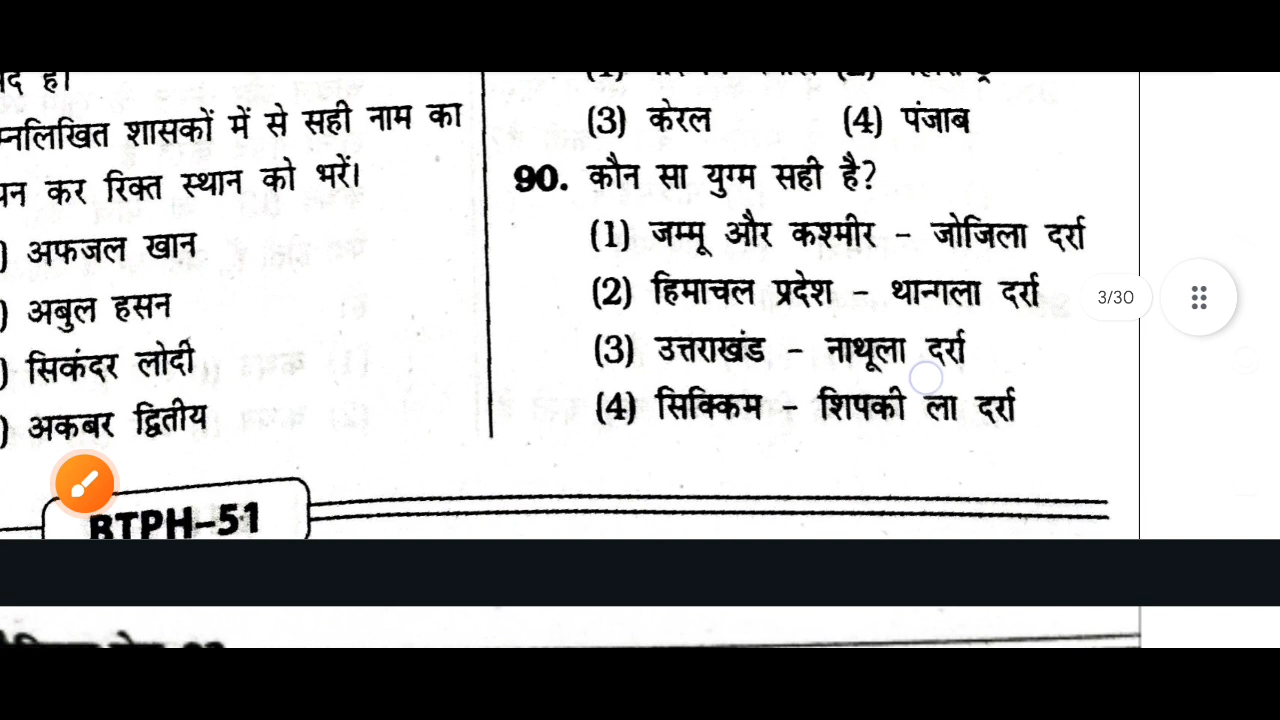 है।
शासकों में से सही नाम का
कर रिक्त स्थान को भरें।
) अफजल खान
) अबुल हसन
) सिकंदर लोदी
) अकबर द्वितीय
(3) केरल (4) पंजाब
90. कौन सा युग्म सही है?
(1) जम्मू और कश्मीर – जोजिला दर्रा
(2) हिमाचल प्रदेश – थान्गला दर्रा
(3) उत्तराखंड – नाथूला दर्रा
(4) सिक्किम – शिपकी ला दर्रा
3/30
BTPH–51